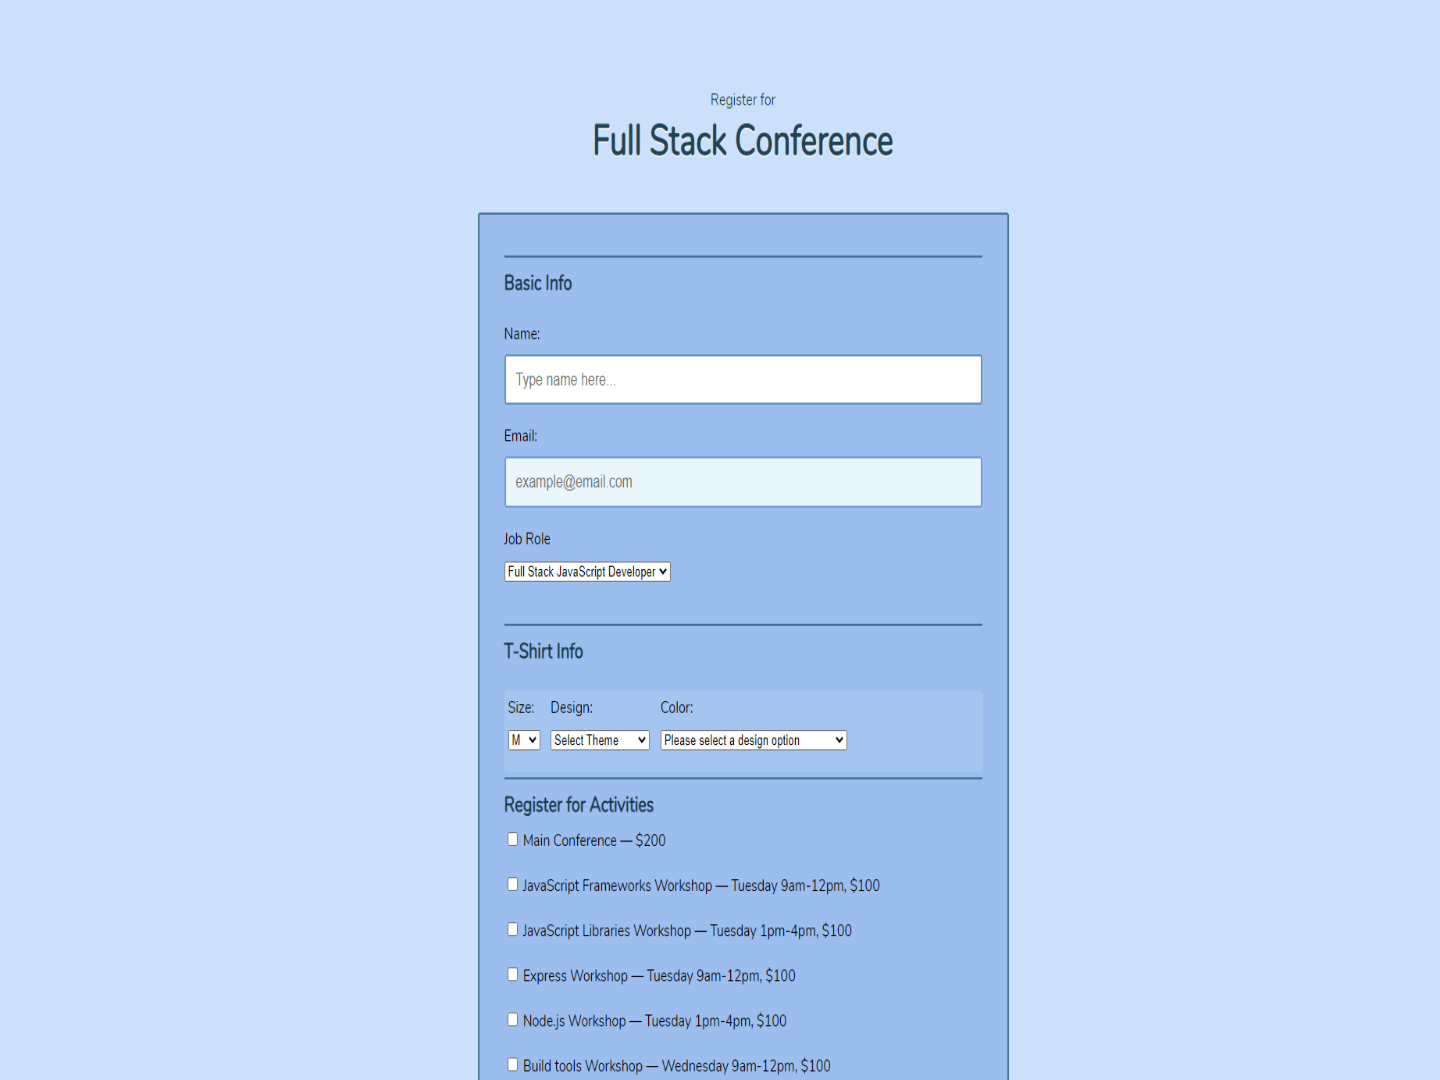 Register for
Full Stack Conference
Basic Info
Name:
Type name here...
Email:
example@email.com
Job Role
Full Stack JavaScript Developer
T-Shirt Info
Size: Design: Color:
M Select Theme Please select a design option
Register for Activities
Main Conference — $200
JavaScript Frameworks Workshop — Tuesday 9am-12pm, $100
JavaScript Libraries Workshop — Tuesday 1pm-4pm, $100
Express Workshop — Tuesday 9am-12pm, $100
Node.js Workshop — Tuesday 1pm-4pm, $100
Build tools Workshop — Wednesday 9am-12pm, $100